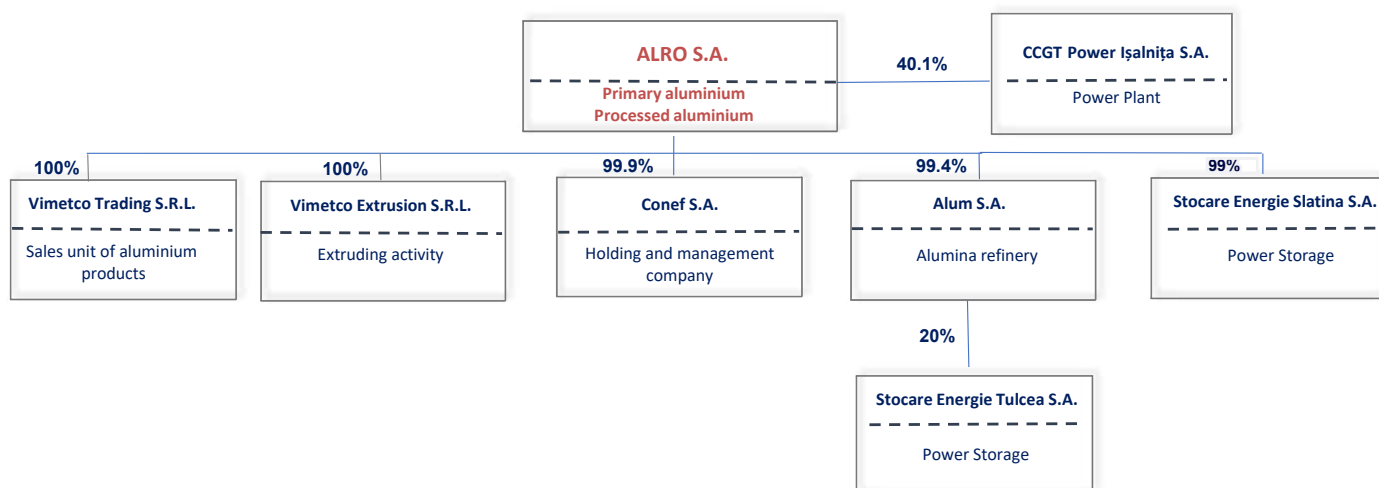 ALRO S.A.
Primary aluminium
Processed aluminium
40.1%
CCGT Power Ișalnița S.A.
Power Plant
100%
100%
99.9%
99.4%
99%
Vimetco Trading S.R.L.
Sales unit of aluminium
products
Vimetco Extrusion S.R.L.
Extruding activity
Conef S.A.
Holding and management
company
Alum S.A.
Alumina refinery
Stocare Energie Slatina S.A.
Power Storage
20%
Stocare Energie Tulcea S.A.
Power Storage